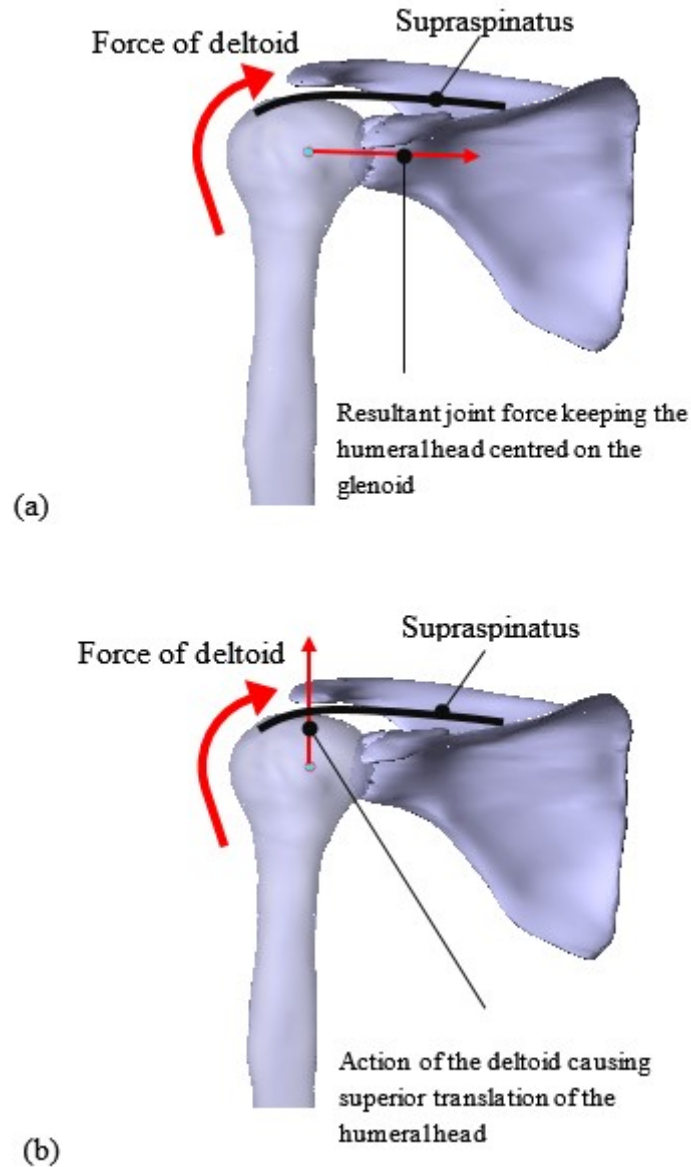 Supraspinatus
Force of deltoid
Resultant joint force keeping the
humeral head centred on the
glenoid
(a)
Supraspinatus
Force of deltoid
Action of the deltoid causing
superior translation of the
humeral head
(b)